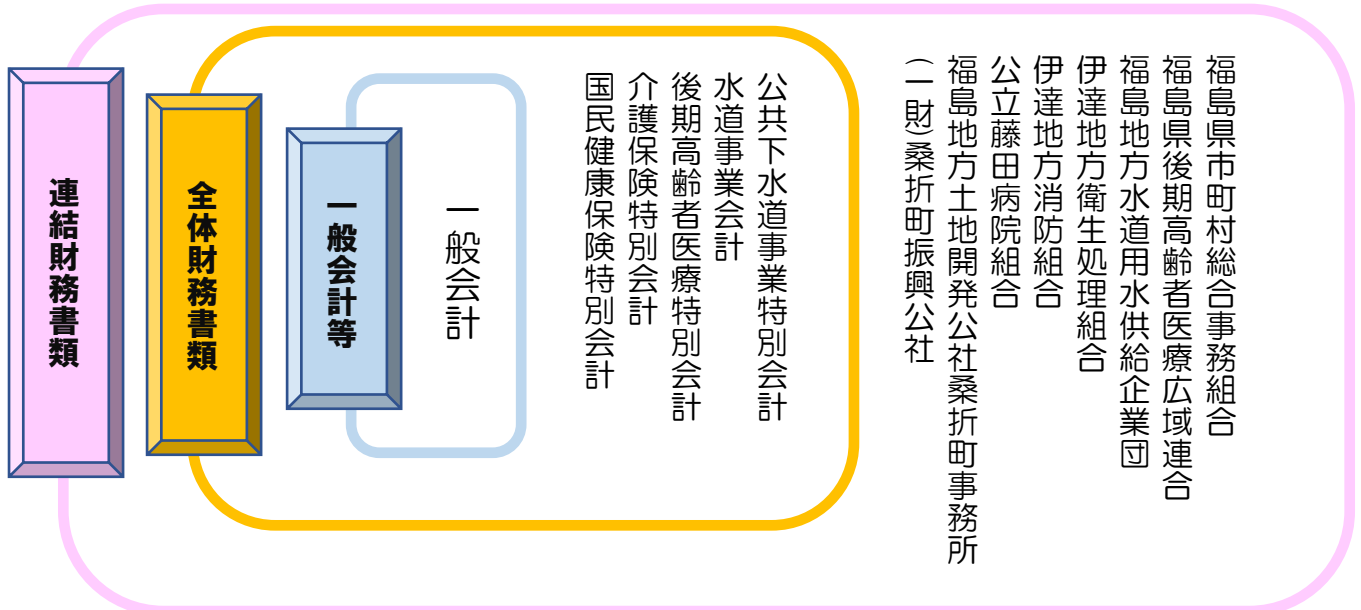 福島県市町村総合事務組合
福島県後期高齢者医療広域連合
福島地方水道用水供給企業団
伊達地方衛生処理組合
伊達地方消防組合
公立藤田病院組合
福島地方土地開発公社桑折町事務所
(一財)桑折町振興公社
公共下水道事業特別会計
水道事業会計
後期高齢者医療特別会計
介護保険特別会計
国民健康保険特別会計
一般会計
一般会計等
全体財務書類
連結財務書類